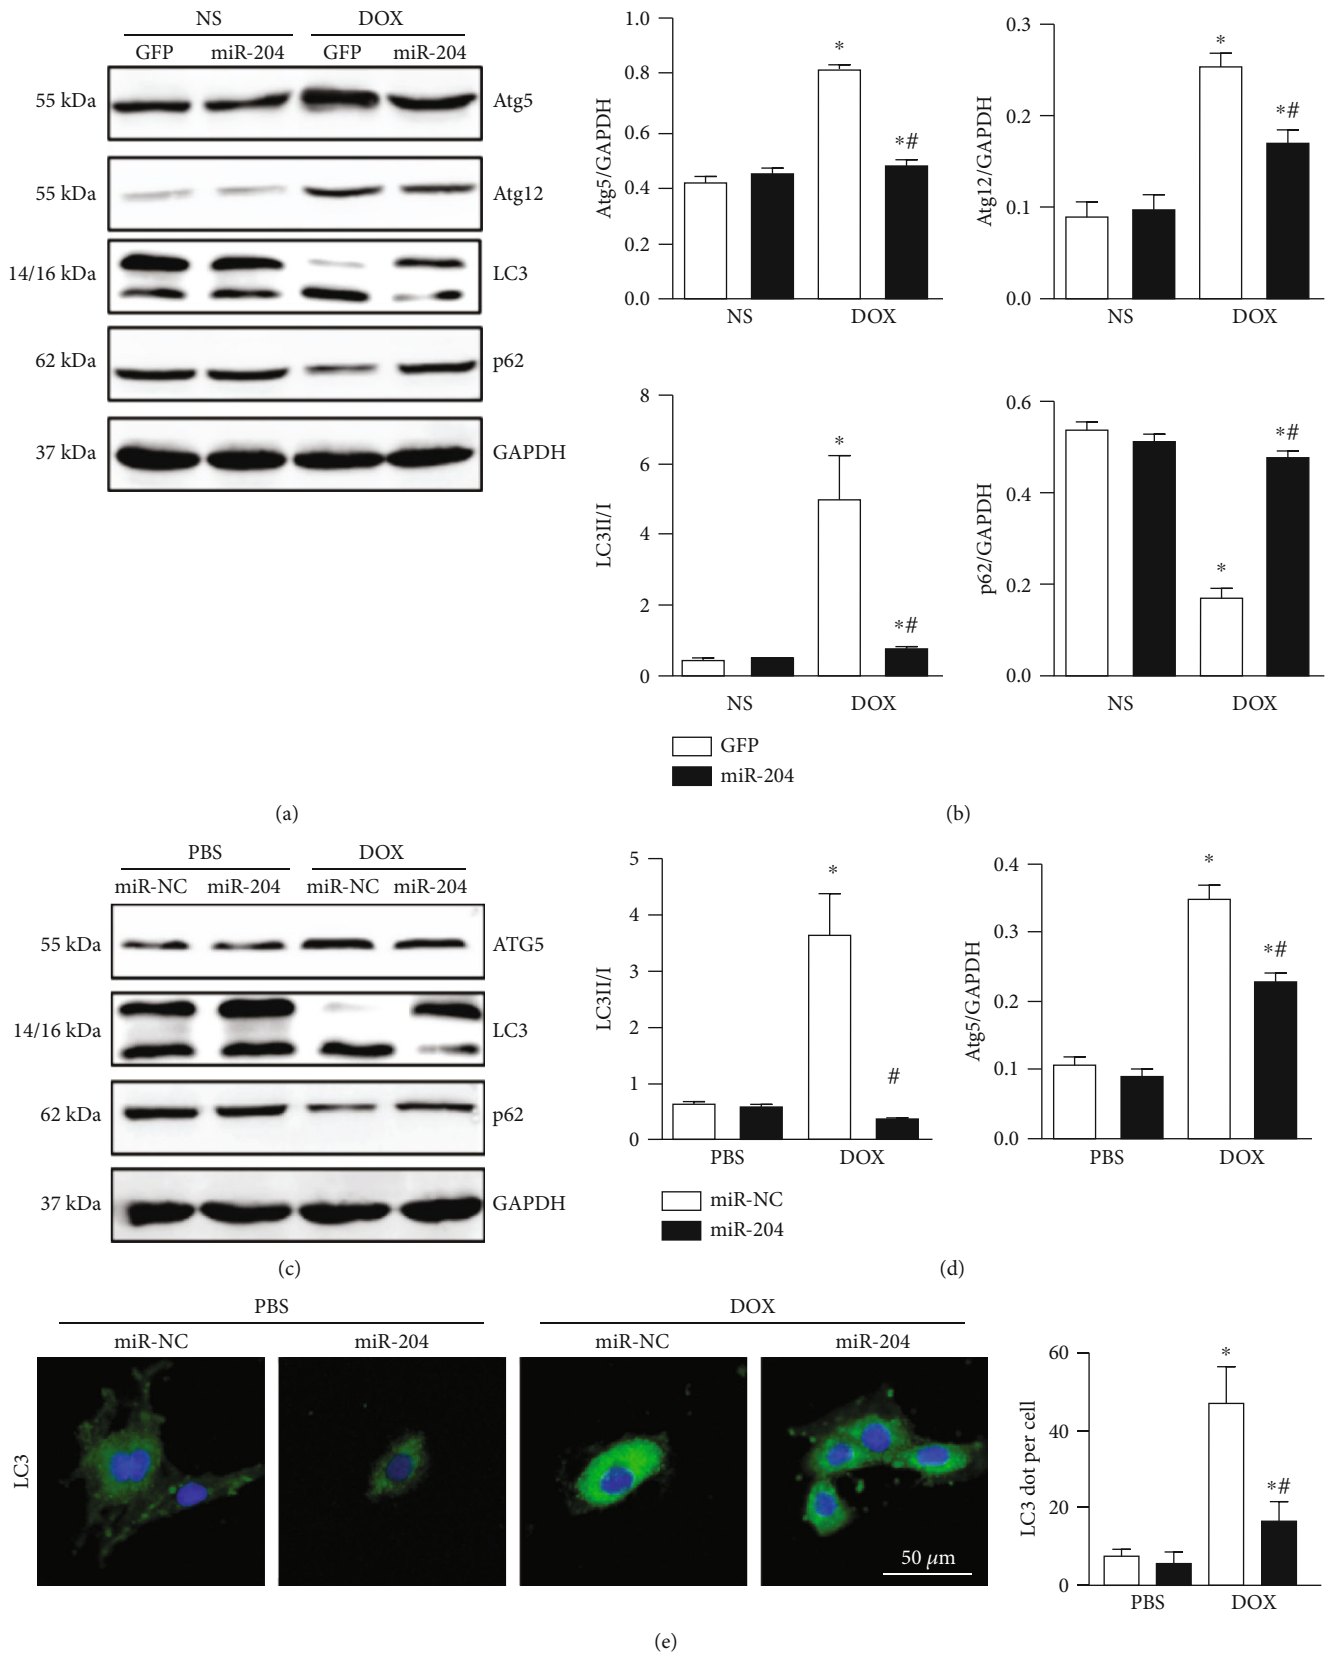 NS DOX
GFP miR-204 GFP miR-204
55 kDa Atg5
55 kDa Atg12
14/16 kDa LC3
62 kDa p62
37 kDa GAPDH
(a)
1.0
0.8
0.6
0.4
0.2
0.0
Atg5/GAPDH
*
*#
NS DOX
0.3
0.2
0.1
0.0
Atg12/GAPDH
*
*#
NS DOX
8
6
4
2
0
LC3II/I
*
*#
NS DOX
0.6
0.4
0.2
0.0
p62/GAPDH
*
*#
NS DOX
GFP
miR-204
(b)
PBS DOX
miR-NC miR-204 miR-NC miR-204
55 kDa ATG5
14/16 kDa LC3
62 kDa p62
37 kDa GAPDH
(c)
5
4
3
2
1
0
LC3II/I
*
#
PBS DOX
0.4
0.3
0.2
0.1
0.0
Atg5/GAPDH
*
*#
PBS DOX
miR-NC
miR-204
(d)
PBS DOX
miR-NC miR-204 miR-NC miR-204
LC3
50 μm
60
40
20
0
LC3 dot per cell
*
*#
PBS DOX
(e)